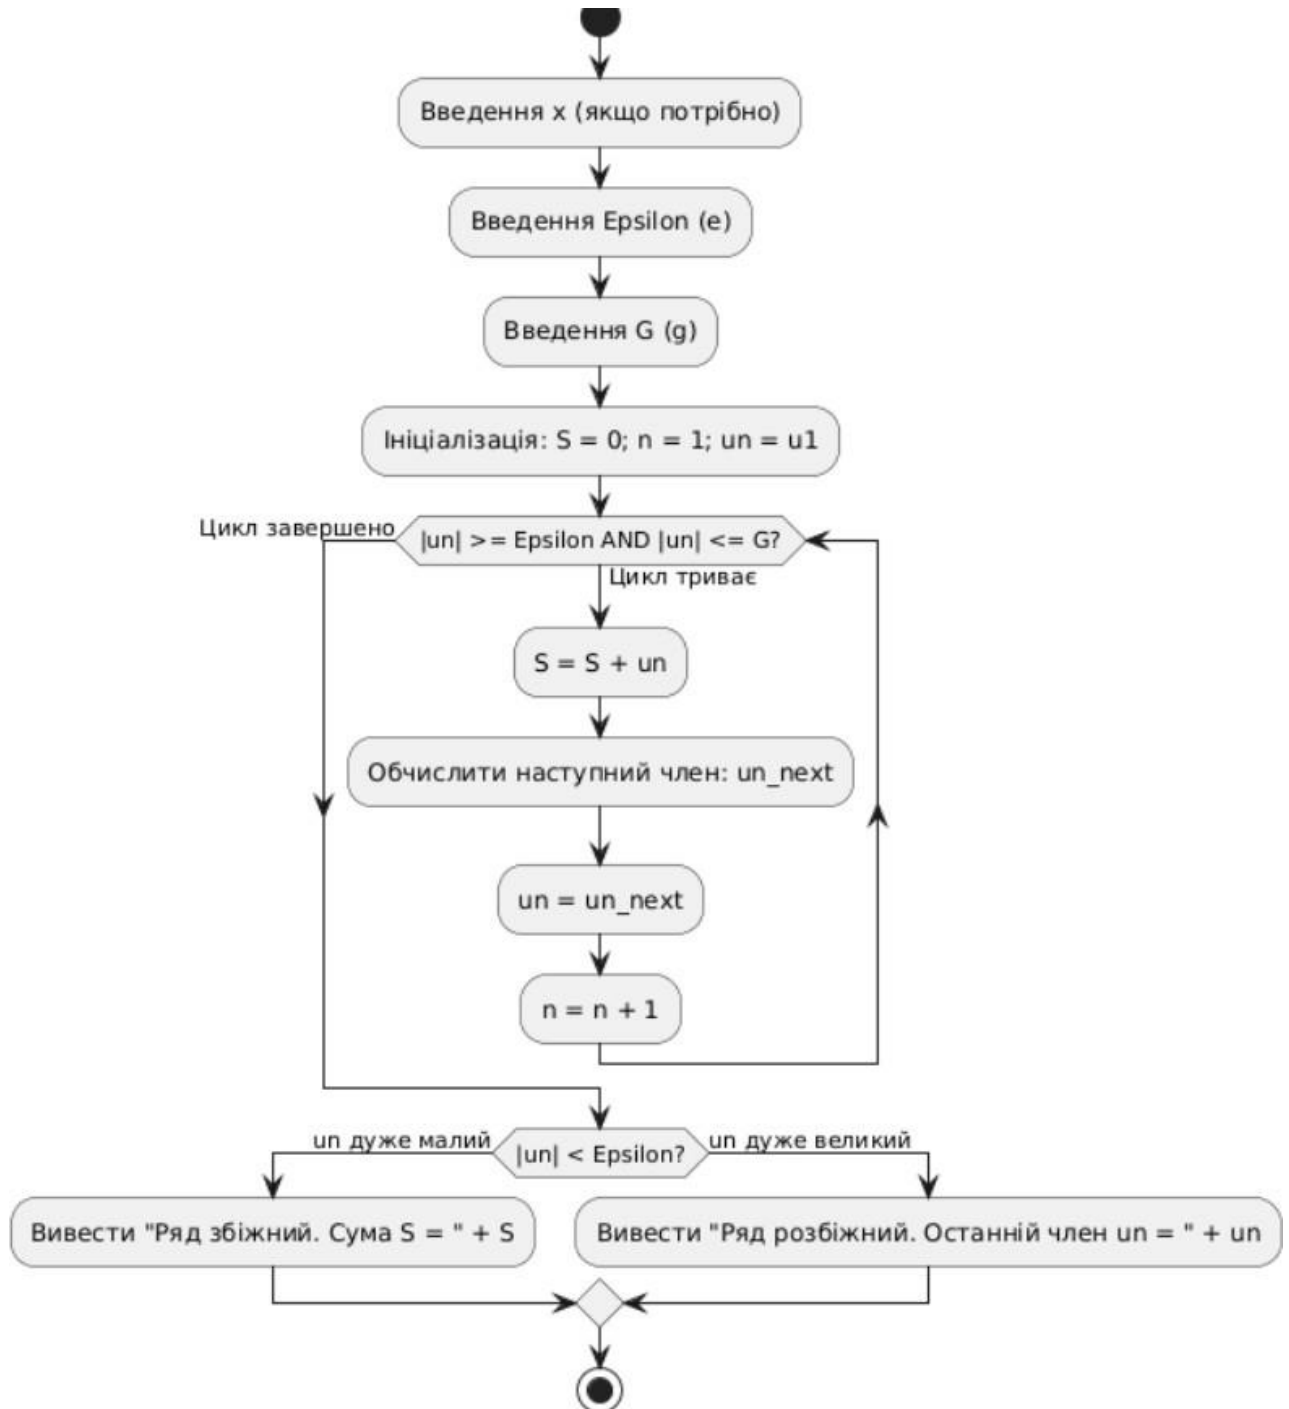 Введення x (якщо потрібно)
Введення Epsilon (e)
Введення G (g)
Ініціалізація: S = 0; n = 1; un = u1
Цикл завершено
|un| >= Epsilon AND |un| <= G?
Цикл триває
S = S + un
Обчислити наступний член: un_next
un = un_next
n = n + 1
un дуже малий
|un| < Epsilon?
un дуже великий
Вивести "Ряд збіжний. Сума S = " + S
Вивести "Ряд розбіжний. Останній член un = " + un